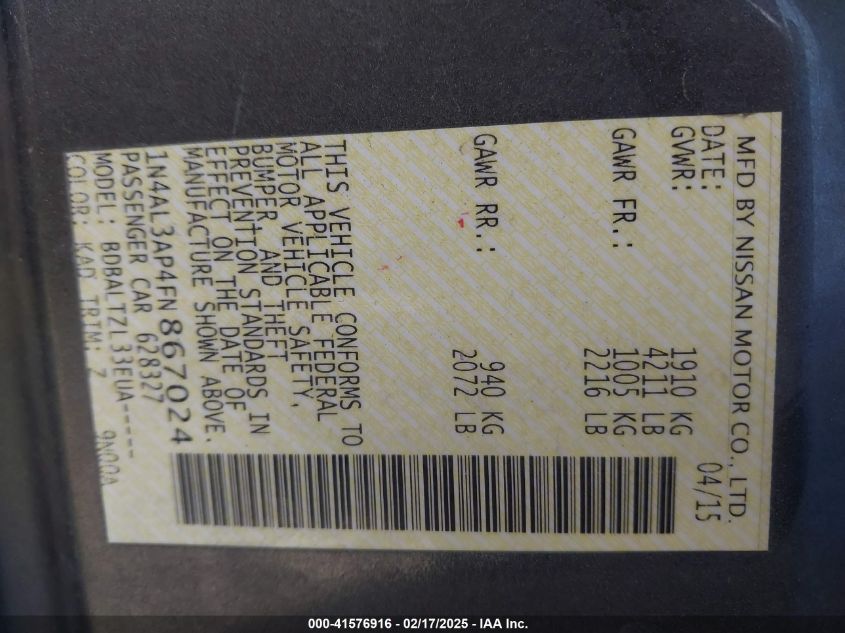 MFD BY NISSAN MOTOR CO., LTD.
DATE: 04/15
GVWR: 1910 KG
4211 LB
GAWR FR.: 1005 KG
2216 LB
GAWR RR.: 940 KG
2072 LB
THIS VEHICLE CONFORMS TO
ALL APPLICABLE FEDERAL
MOTOR VEHICLE SAFETY,
BUMPER, AND THEFT
PREVENTION STANDARDS IN
EFFECT ON THE DATE OF
MANUFACTURE SHOWN ABOVE.
1N4AL3AP4FN867024
PASSENGER CAR 628327
MODEL: BDBALTZL33EUA-----
COLOR: KAD TRIM: Z
000-41576916 - 02/17/2025 - IAA Inc.